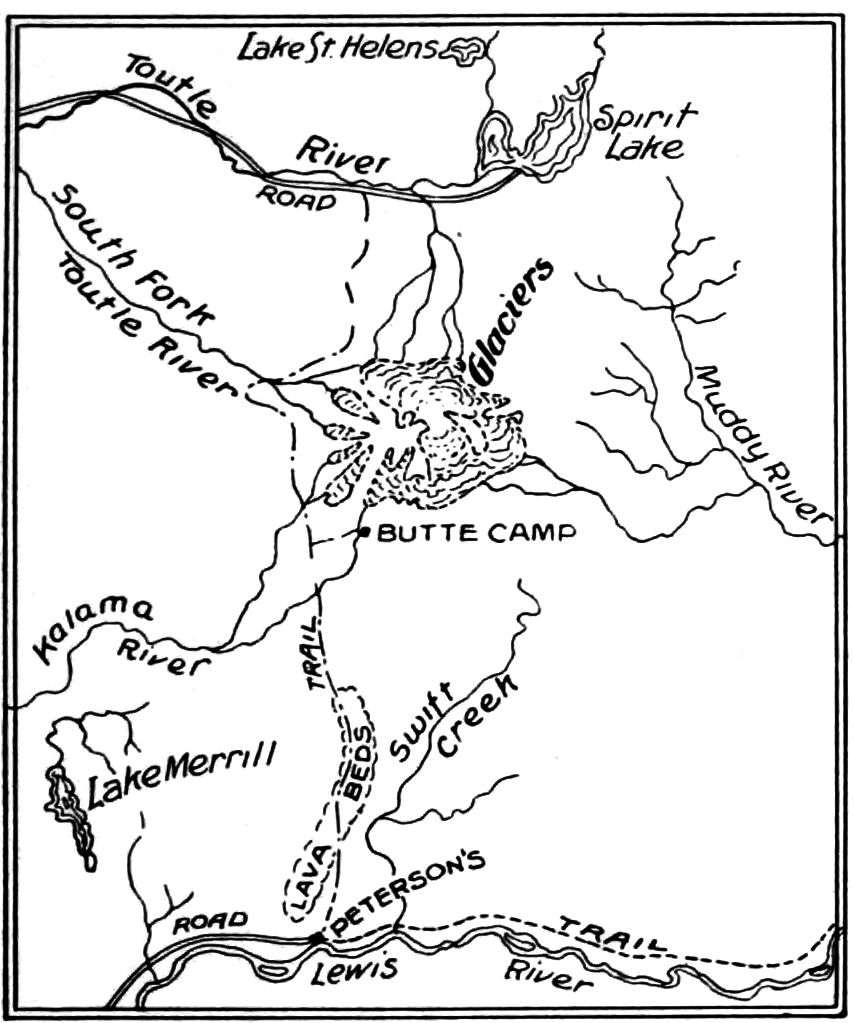 Lake St. Helens
Toutle
River
Spirit
Lake
ROAD
South Fork
Toutle River
Glaciers
Muddy River
BUTTE CAMP
Kalama
River
TRAIL
Swift
Creek
Lake Merrill
LAVA BEDS
PETERSON'S
ROAD
TRAIL
Lewis
River